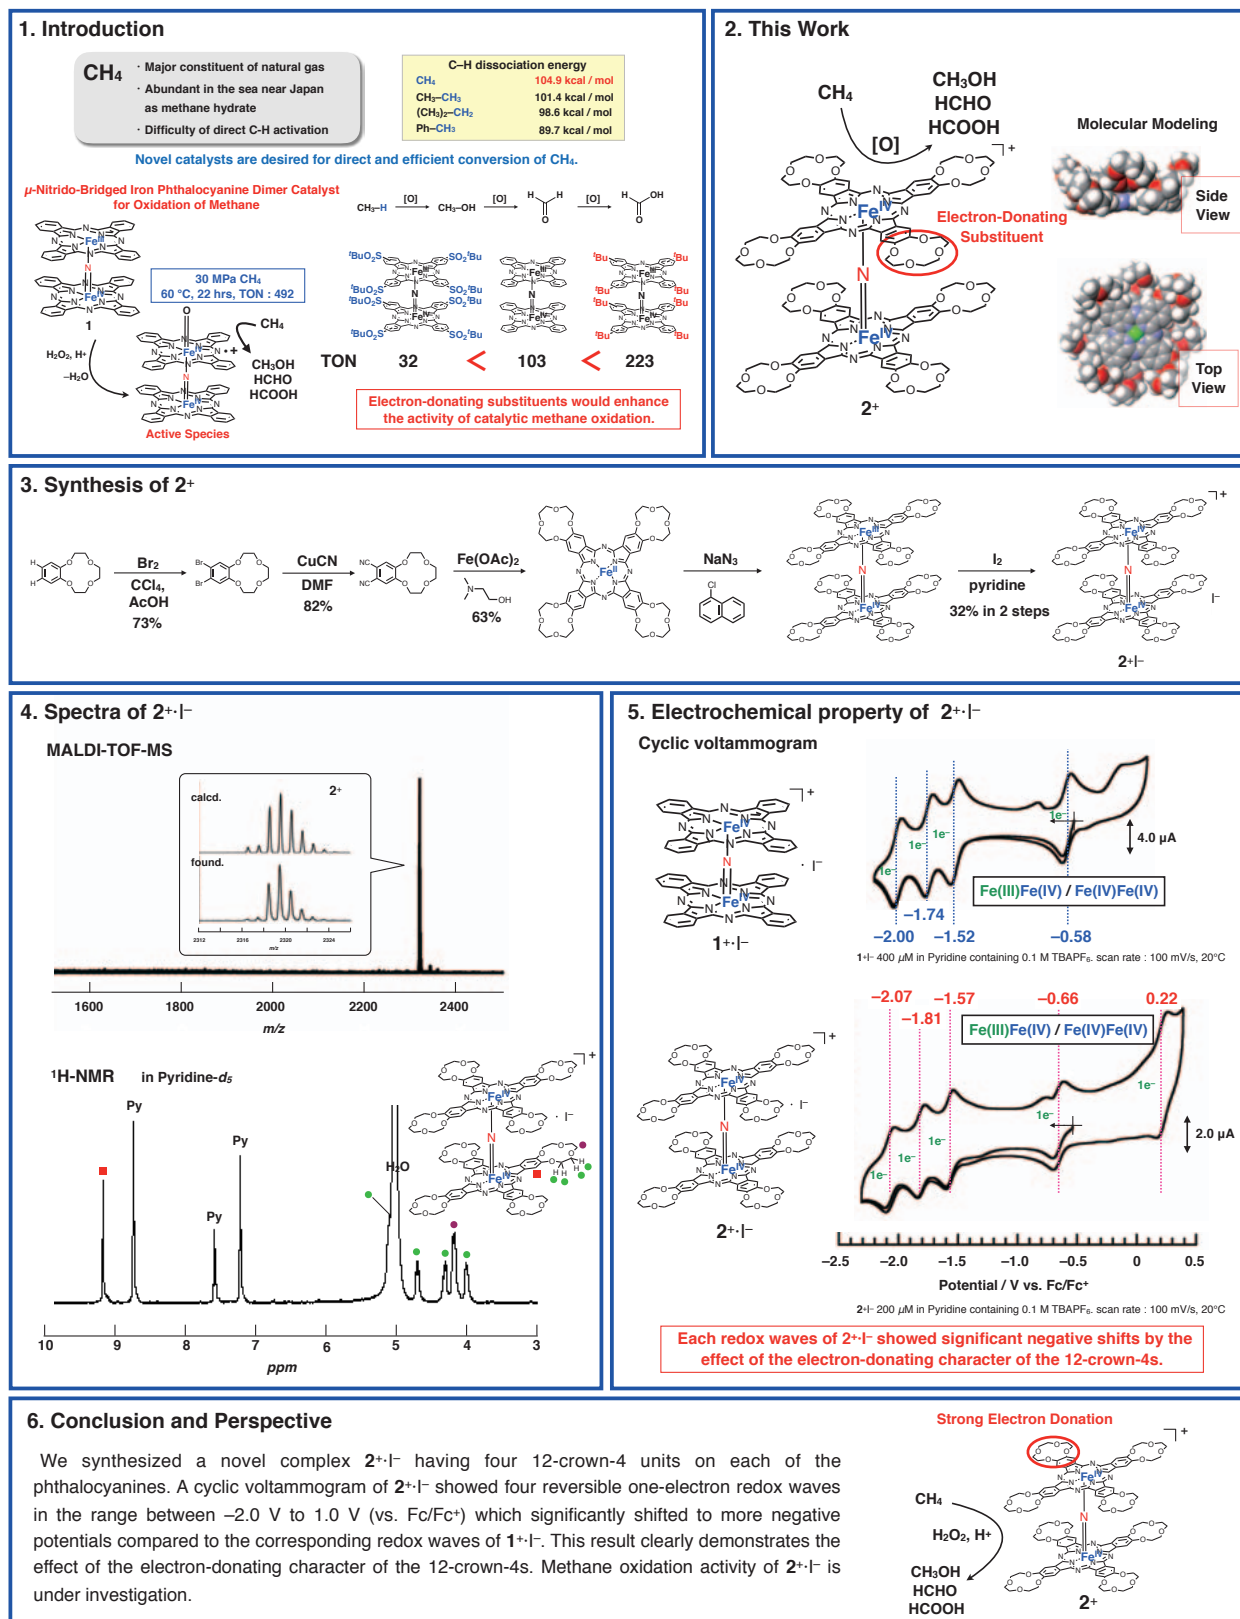 1. Introduction
CH4
· Major constituent of natural gas
· Abundant in the sea near Japan
as methane hydrate
· Difficulty of direct C-H activation
C–H dissociation energy
CH4 104.9 kcal / mol
CH3–CH3 101.4 kcal / mol
(CH3)2–CH2 98.6 kcal / mol
Ph–CH3 89.7 kcal / mol
Novel catalysts are desired for direct and efficient conversion of CH4.
μ-Nitrido-Bridged Iron Phthalocyanine Dimer Catalyst
for Oxidation of Methane
30 MPa CH4
60 °C, 22 hrs, TON : 492
1
H2O2, H+
–H2O
CH4
CH3OH
HCHO
HCOOH
Active Species
CH3–H [O] CH3–OH [O] [O]
TON 32 < 103 < 223
Electron-donating substituents would enhance
the activity of catalytic methane oxidation.
2. This Work
CH4
[O]
CH3OH
HCHO
HCOOH
Electron-Donating
Substituent
2+
Molecular Modeling
Side
View
Top
View
3. Synthesis of 2+
Br2
CCl4,
AcOH
73%
CuCN
DMF
82%
Fe(OAc)2
63%
NaN3
I2
pyridine
32% in 2 steps
2+I–
4. Spectra of 2+·I–
MALDI-TOF-MS
2+
calcd.
found.
2312 2316 2320 2324
m/z
1600 1800 2000 2200 2400
m/z
1H-NMR in Pyridine-d5
Py
Py
Py
H2O
10 9 8 7 6 5 4 3
ppm
5. Electrochemical property of 2+·I–
Cyclic voltammogram
1+·I–
1e– 1e– 1e– 1e–
4.0 μA
Fe(III)Fe(IV) / Fe(IV)Fe(IV)
–1.74
–2.00 –1.52 –0.58
1+I– 400 μM in Pyridine containing 0.1 M TBAPF6. scan rate : 100 mV/s, 20°C
–2.07 –1.57 –0.66 0.22
–1.81
Fe(III)Fe(IV) / Fe(IV)Fe(IV)
1e– 1e– 1e– 1e– 1e–
2.0 μA
2+·I–
–2.5 –2.0 –1.5 –1.0 –0.5 0 0.5
Potential / V vs. Fc/Fc+
2+I– 200 μM in Pyridine containing 0.1 M TBAPF6. scan rate : 100 mV/s, 20°C
Each redox waves of 2+·I– showed significant negative shifts by the
effect of the electron-donating character of the 12-crown-4s.
6. Conclusion and Perspective
We synthesized a novel complex 2+·I– having four 12-crown-4 units on each of the
phthalocyanines. A cyclic voltammogram of 2+·I– showed four reversible one-electron redox waves
in the range between –2.0 V to 1.0 V (vs. Fc/Fc+) which significantly shifted to more negative
potentials compared to the corresponding redox waves of 1+·I–. This result clearly demonstrates the
effect of the electron-donating character of the 12-crown-4s. Methane oxidation activity of 2+·I– is
under investigation.
Strong Electron Donation
CH4
H2O2, H+
CH3OH
HCHO
HCOOH
2+